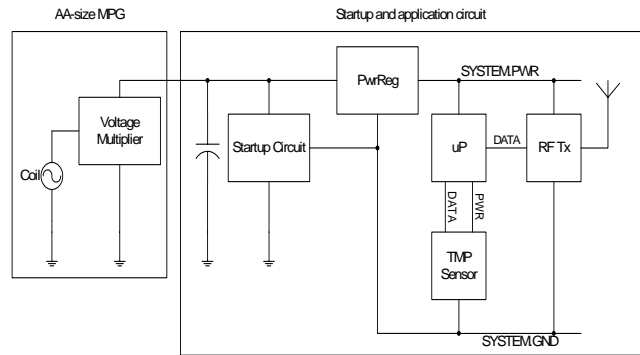 AA-size MPG
Startup and application circuit
Voltage
Multiplier
Coil
Startup Circuit
PwrReg
SYSTEM.PWR
uP
DATA
RF Tx
DATA
PWR
TMP
Sensor
SYSTEM.GND